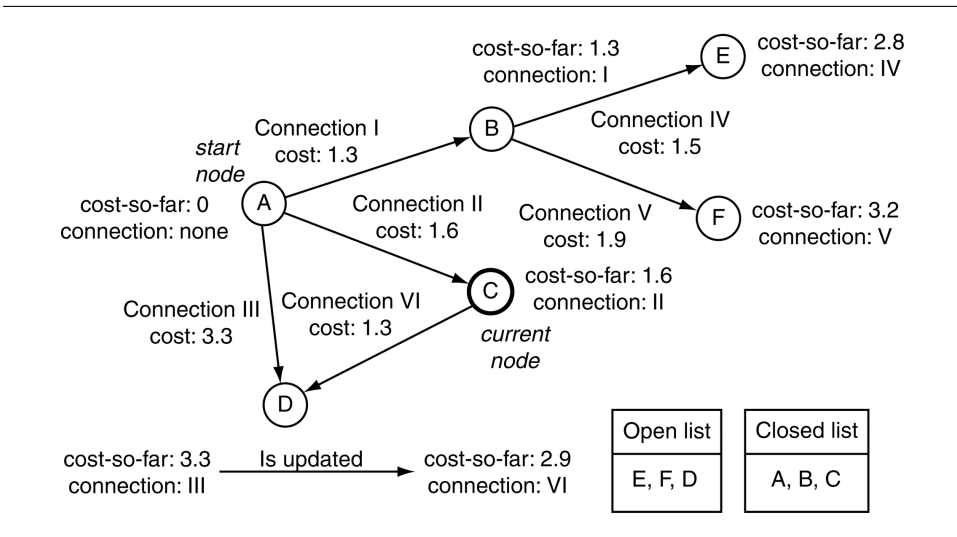 cost-so-far: 1.3
connection: I
E
cost-so-far: 2.8
connection: IV
Connection I
cost: 1.3
B
Connection IV
cost: 1.5
start
node
A
cost-so-far: 0
connection: none
Connection II
cost: 1.6
Connection V
cost: 1.9
F
cost-so-far: 3.2
connection: V
Connection III
cost: 3.3
Connection VI
cost: 1.3
C
cost-so-far: 1.6
connection: II
current
node
D
cost-so-far: 3.3
connection: III
Is updated
cost-so-far: 2.9
connection: VI
Open list
E, F, D
Closed list
A, B, C